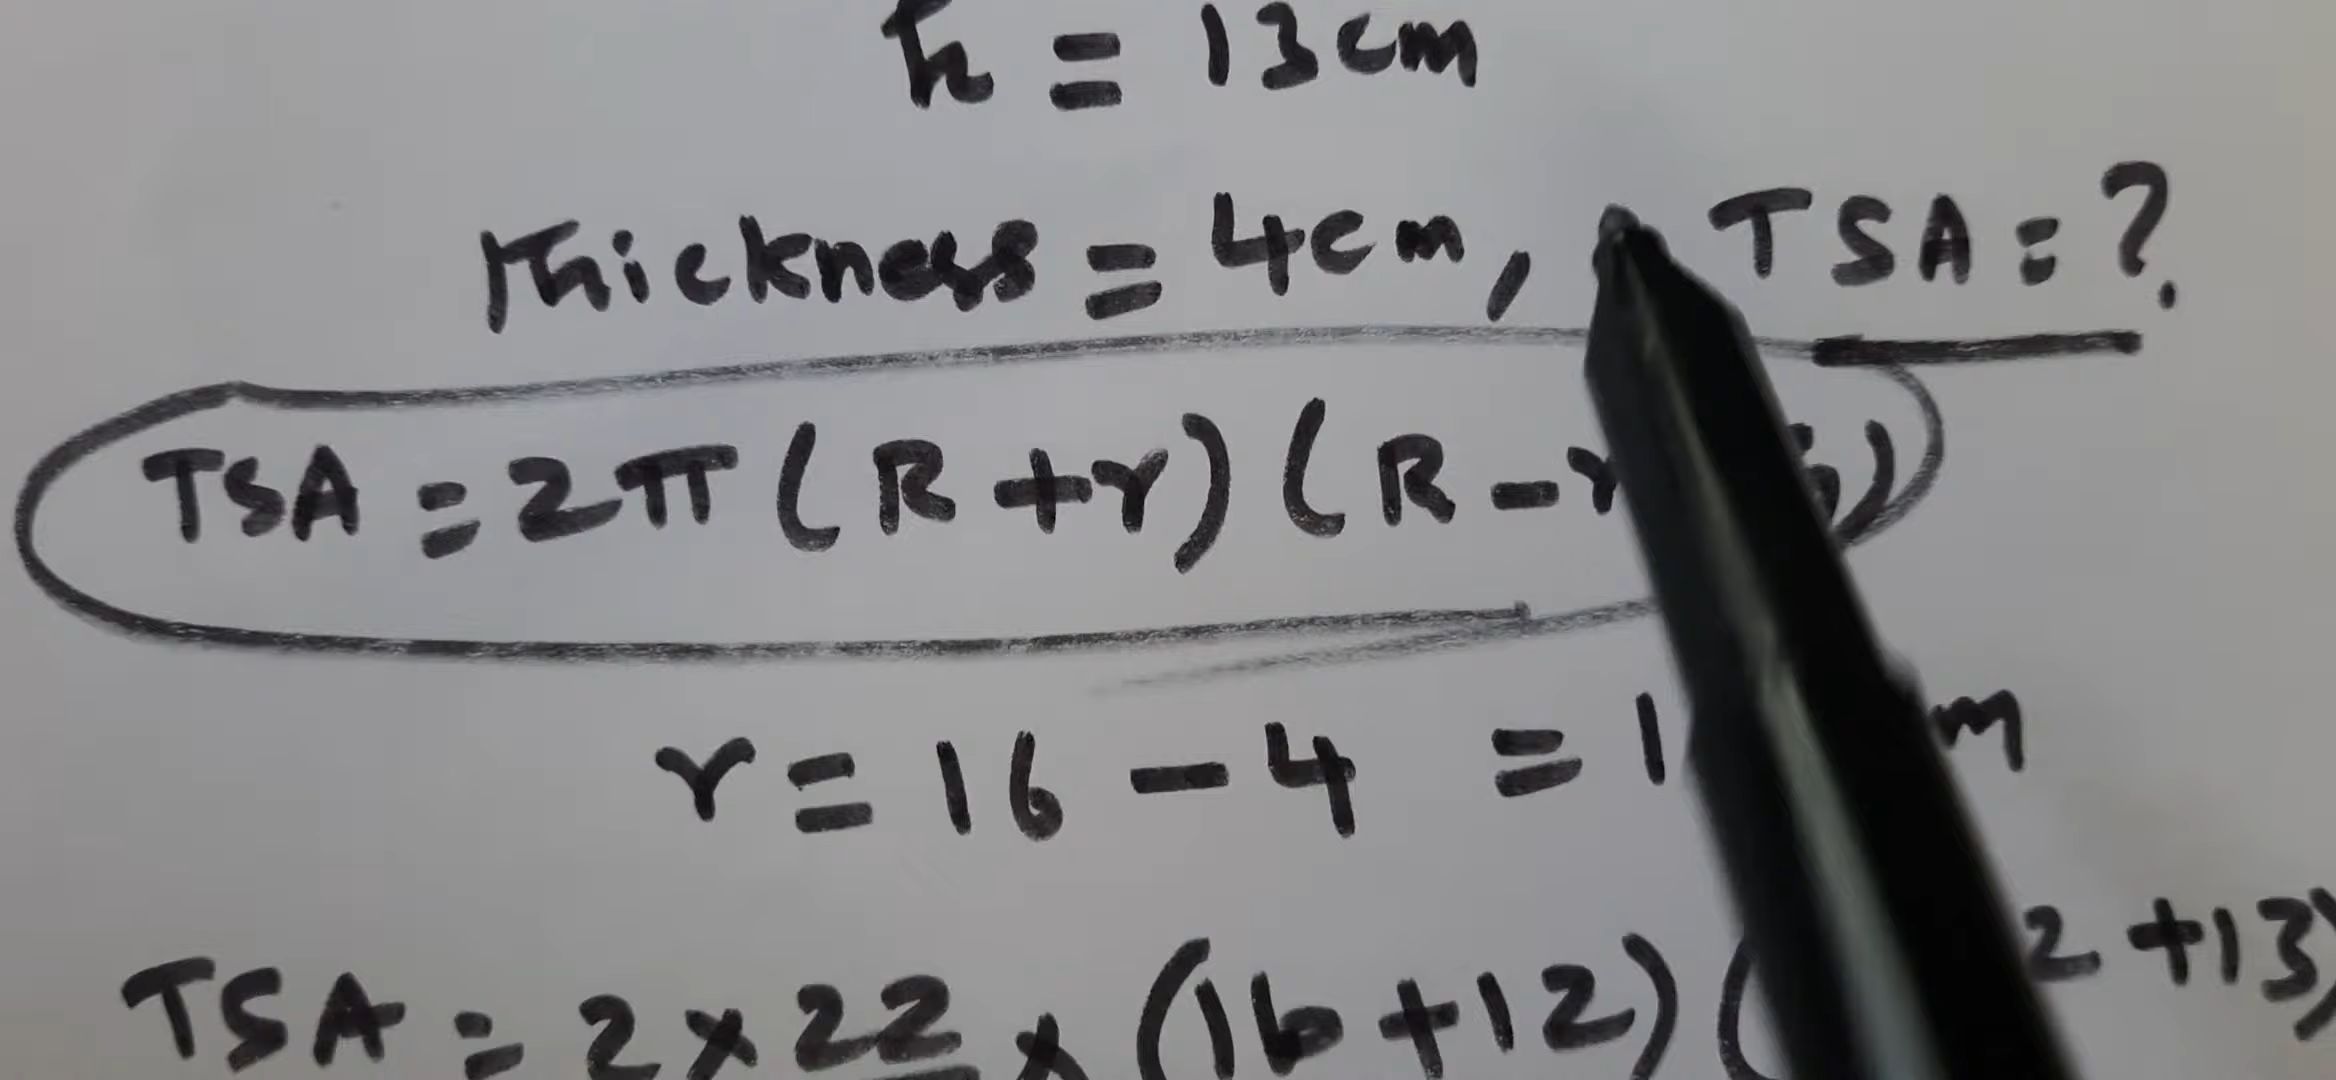 h = 13cm
thickness = 4cm, TSA = ?
TSA = 2π (R+r) (R-r
r = 16 - 4 = 1 m
TSA = 2 × 22 × (16+12) ( 2 +13)